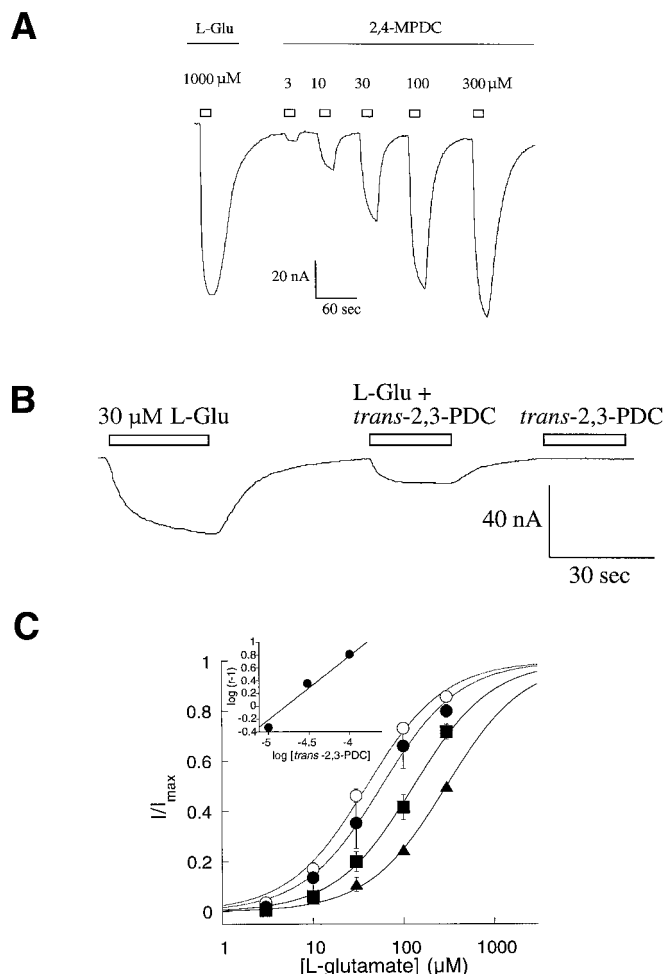 A
L-Glu 2,4-MPDC
1000 µM 3 10 30 100 300 µM
20 nA
60 sec
B
30 µM L-Glu
L-Glu +
trans-2,3-PDC
trans-2,3-PDC
40 nA
30 sec
C
log (r-1)
1
0.8
0.6
0.4
0.2
0
-0.2
-0.4
-5 -4.5 -4
log [trans -2,3-PDC]
I/Imax
1
0.8
0.6
0.4
0.2
0
1 10 100 1000
[L-glutamate] (µM)